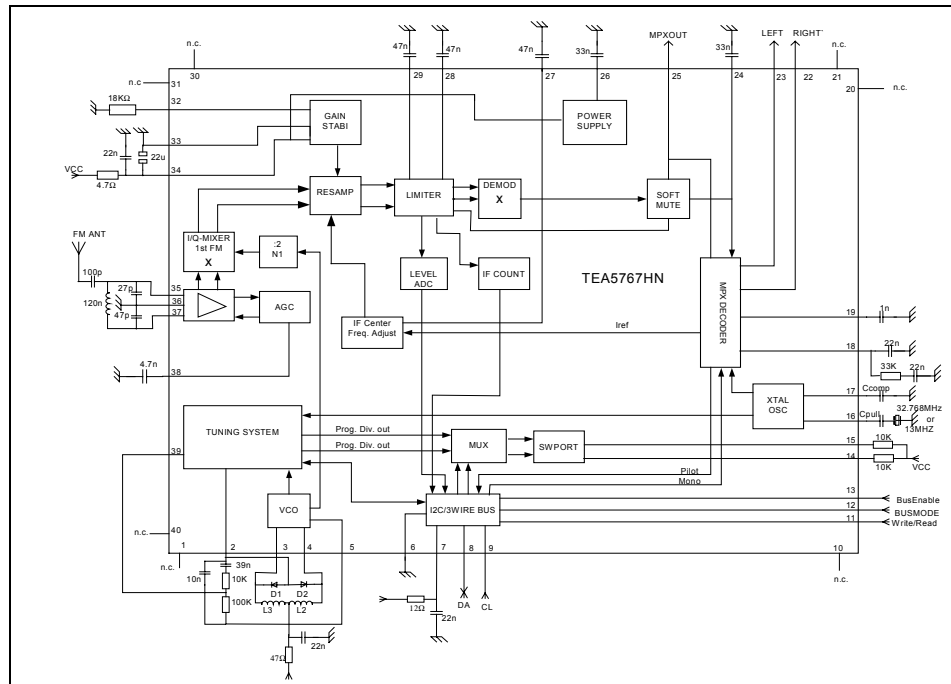 MPXOUT LEFT RIGHT
n.c. 47n 47n 47n 33n 33n n.c.
30 29 28 27 26 25 24 23 22 21
n.c 31 20 n.c.
18KΩ 32
GAIN STABI
POWER SUPPLY
33
22n 22u
VCC 34
4.7Ω
RESAMP
LIMITER
DEMOD X
SOFT MUTE
FM ANT
I/Q-MIXER 1st FM X
:2 N1
TEA5767HN
100p
LEVEL ADC
IF COUNT
MPX DECODER
27p 35
120n 36
47p 37
AGC
IF Center Freq. Adjust
Iref
19 1n
18 22n
33K 22n
4.7n 38
XTAL OSC
17 Ccomp
16 Cpull 32.768MHz or 13MHZ
TUNING SYSTEM
Prog. Div. out
Prog. Div. out
MUX
SWPORT
15 10K
14 10K VCC
39
Pilot
Mono
VCO
I2C/3WIRE BUS
13 BusEnable
12 BUSMODE
11 Write/Read
n.c. 40
1 2 3 4 5 6 7 8 9 10
n.c. n.c.
39n
10n 10K D1 D2
100K L3 L2
12Ω DA CL
22n
22n
47Ω